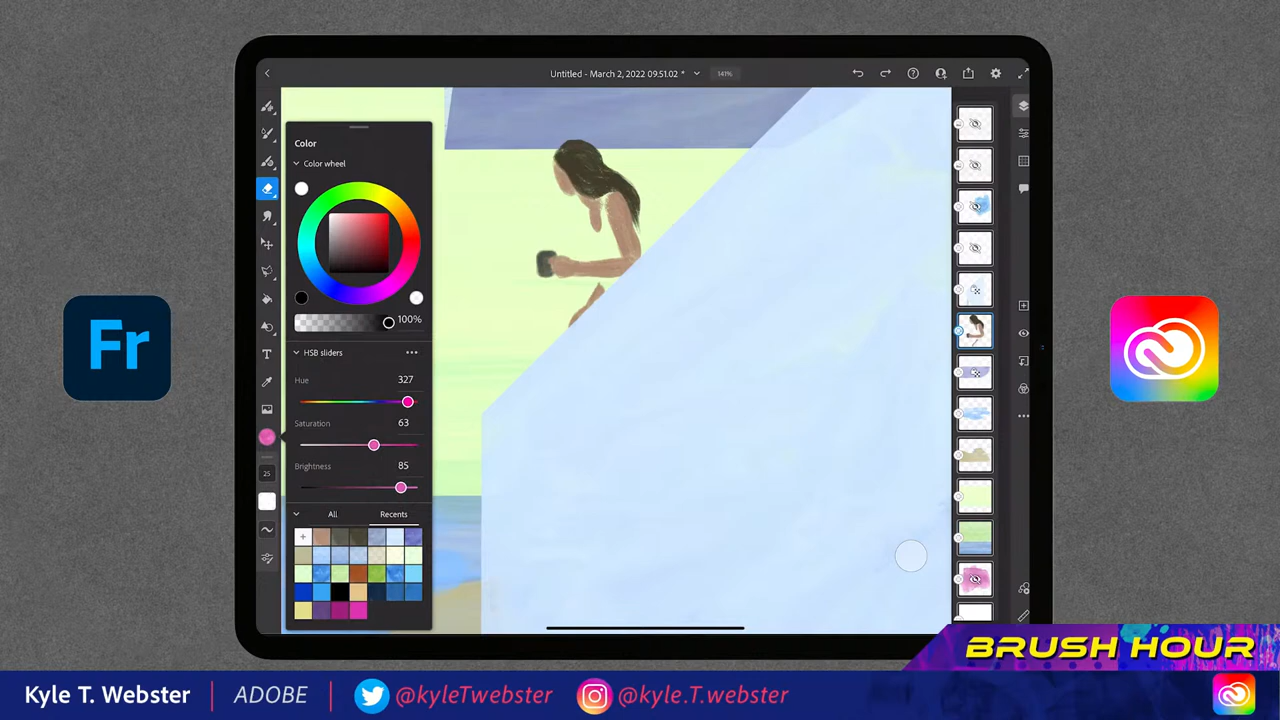 Untitled - March 2, 2022 09.51.02 *
141%
Color
Color wheel
100%
HSB sliders
Hue
327
Saturation
63
Brightness
85
All
Recents
T
25
Fr
BRUSH HOUR
Kyle T. Webster | ADOBE | @kyleTwebster @kyle.T.webster